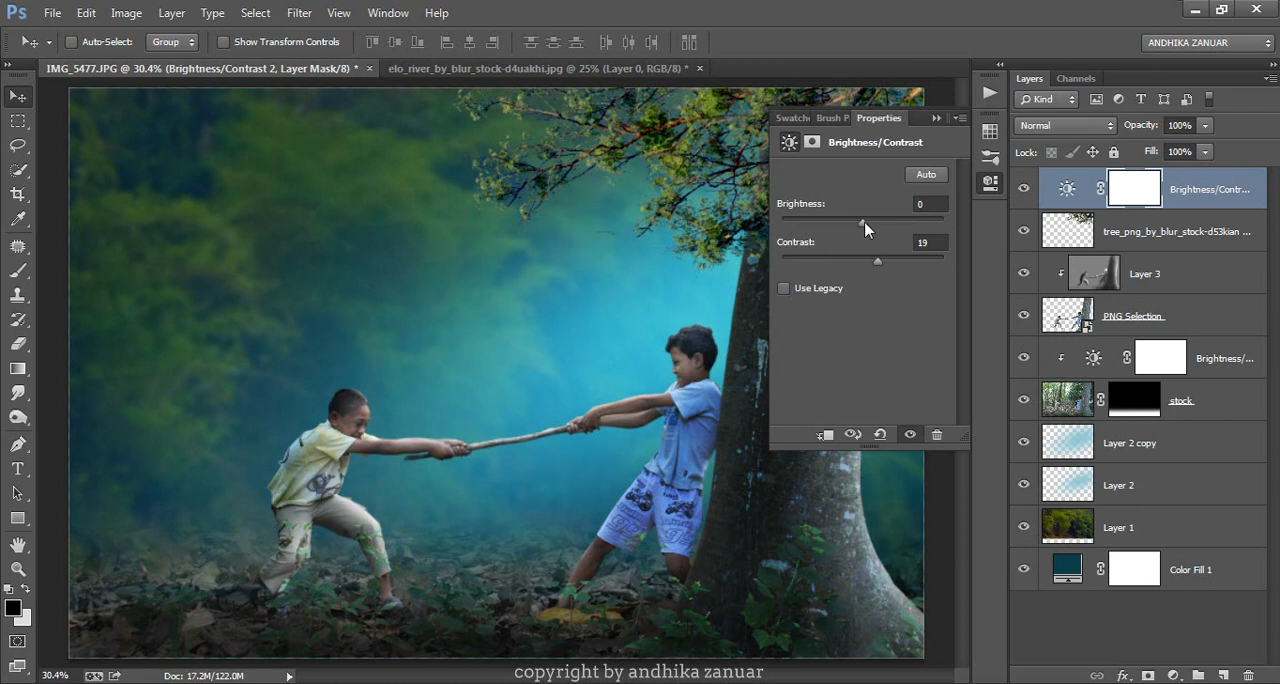 Ps File Edit Image Layer Type Select Filter View Window Help
Auto-Select: Group Show Transform Controls ANDHIKA ZANUAR
IMG_5477.JPG @ 30.4% (Brightness/Contrast 2, Layer Mask/8) * × elo_river_by_blur_stock-d4uakhi.jpg @ 25% (Layer 0, RGB/8) * ×
Swatche Brush P Properties
Brightness/Contrast
Auto
Brightness: 0
Contrast: 19
Use Legacy
Layers Channels
Kind
Normal Opacity: 100%
Lock: Fill: 100%
Brightness/Contr...
tree_png_by_blur_stock-d53kian ...
Layer 3
PNG Selection
Brightness/...
stock
Layer 2 copy
Layer 2
Layer 1
Color Fill 1
30.4% Doc: 17.2M/122.0M
copyright by andhika zanuar